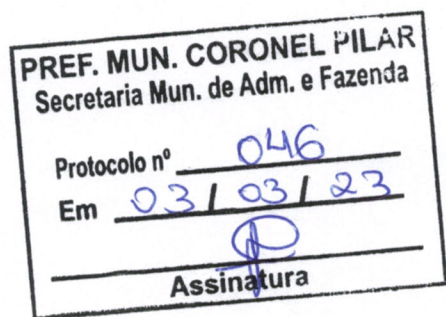 PREF. MUN. CORONEL PILAR
Secretaria Mun. de Adm. e Fazenda
Protocolo nº 046
Em 03 / 03 / 23
Assinatura